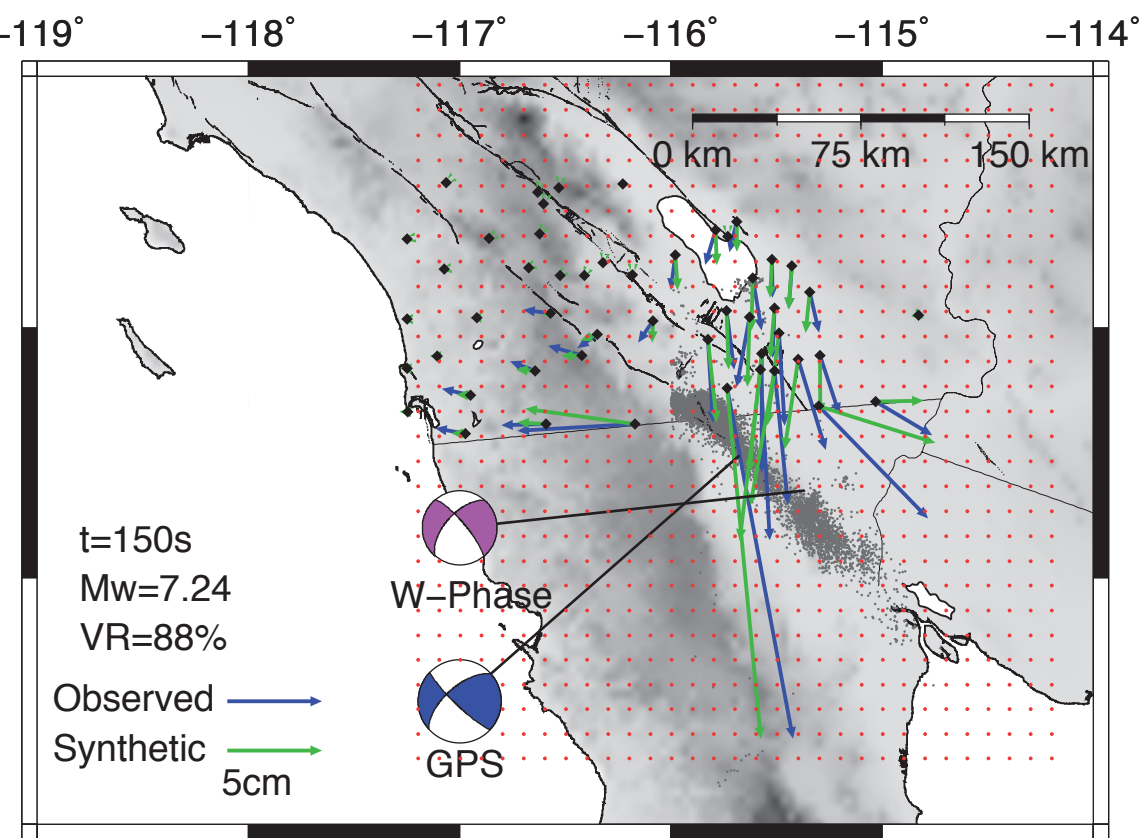 −119° −118° −117° −116° −115° −114°
0 km 75 km 150 km
t=150s
Mw=7.24
VR=88%
W−Phase
Observed
Synthetic
5cm
GPS